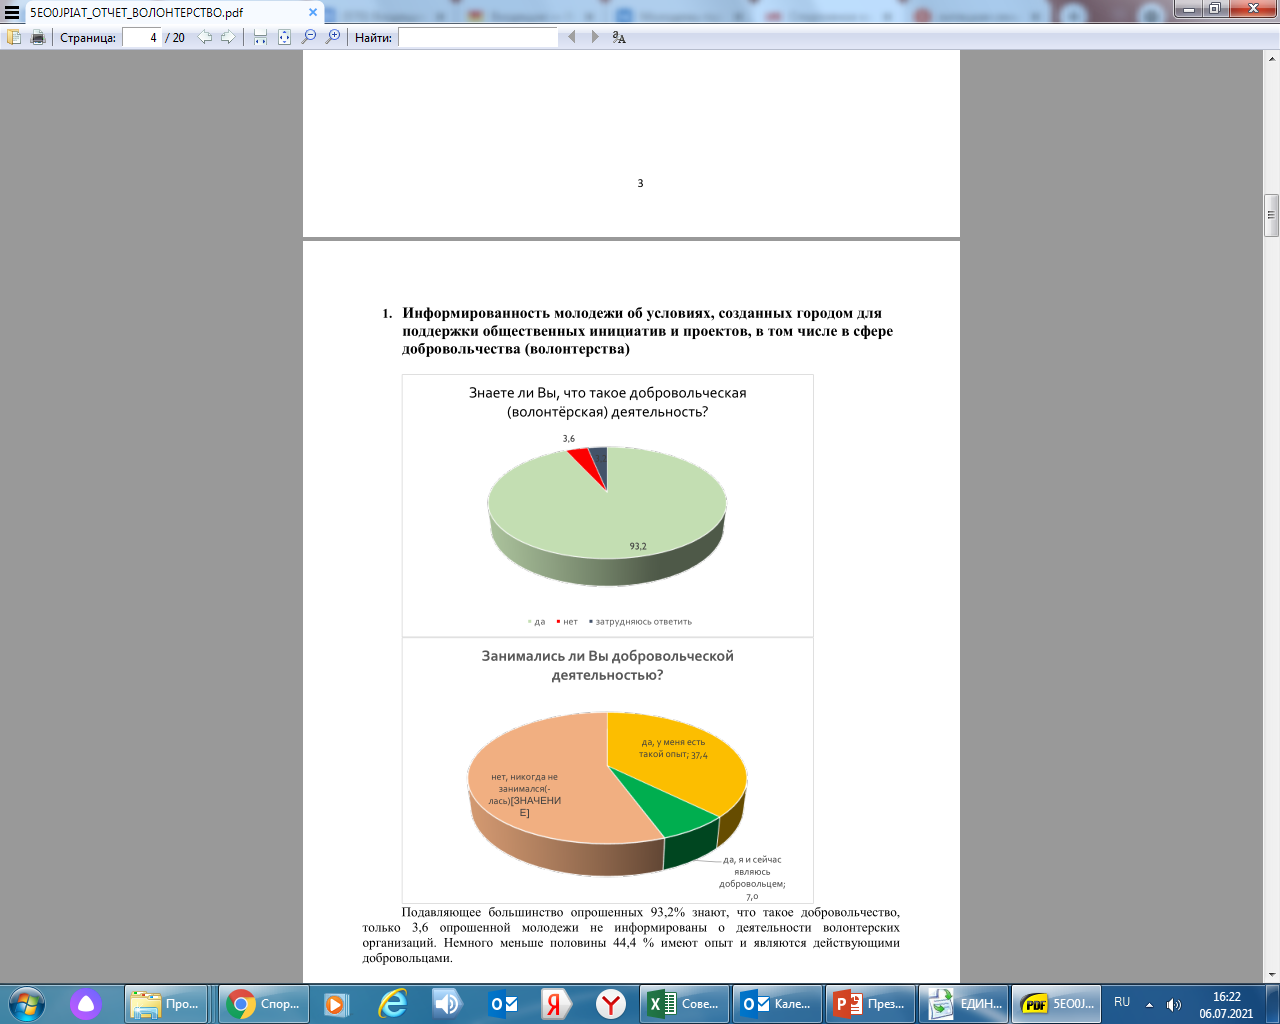 5EO0JPIAT_ОТЧЕТ_ВОЛОНТЕРСТВО.pdf
Страница: 4 / 20 Найти:
3
1. Информированность молодежи об условиях, созданных городом для
поддержки общественных инициатив и проектов, в том числе в сфере
добровольчества (волонтерства)
Знаете ли Вы, что такое добровольческая
(волонтёрская) деятельность?
3,6
93,2
да нет затрудняюсь ответить
Занимались ли Вы добровольческой
деятельностью?
да, у меня есть
такой опыт; 37,4
нет, никогда не
занимался(-
лась)[ЗНАЧЕНИ
Е]
да, я и сейчас
являюсь
добровольцем;
7,0
Подавляющее большинство опрошенных 93,2% знают, что такое добровольчество,
только 3,6 опрошенной молодежи не информированы о деятельности волонтерских
организаций. Немного меньше половины 44,4 % имеют опыт и являются действующими
добровольцами.
Про... Спор... Сове... Кале... През... ЕДИН... 5EO0J... RU 16:22
06.07.2021